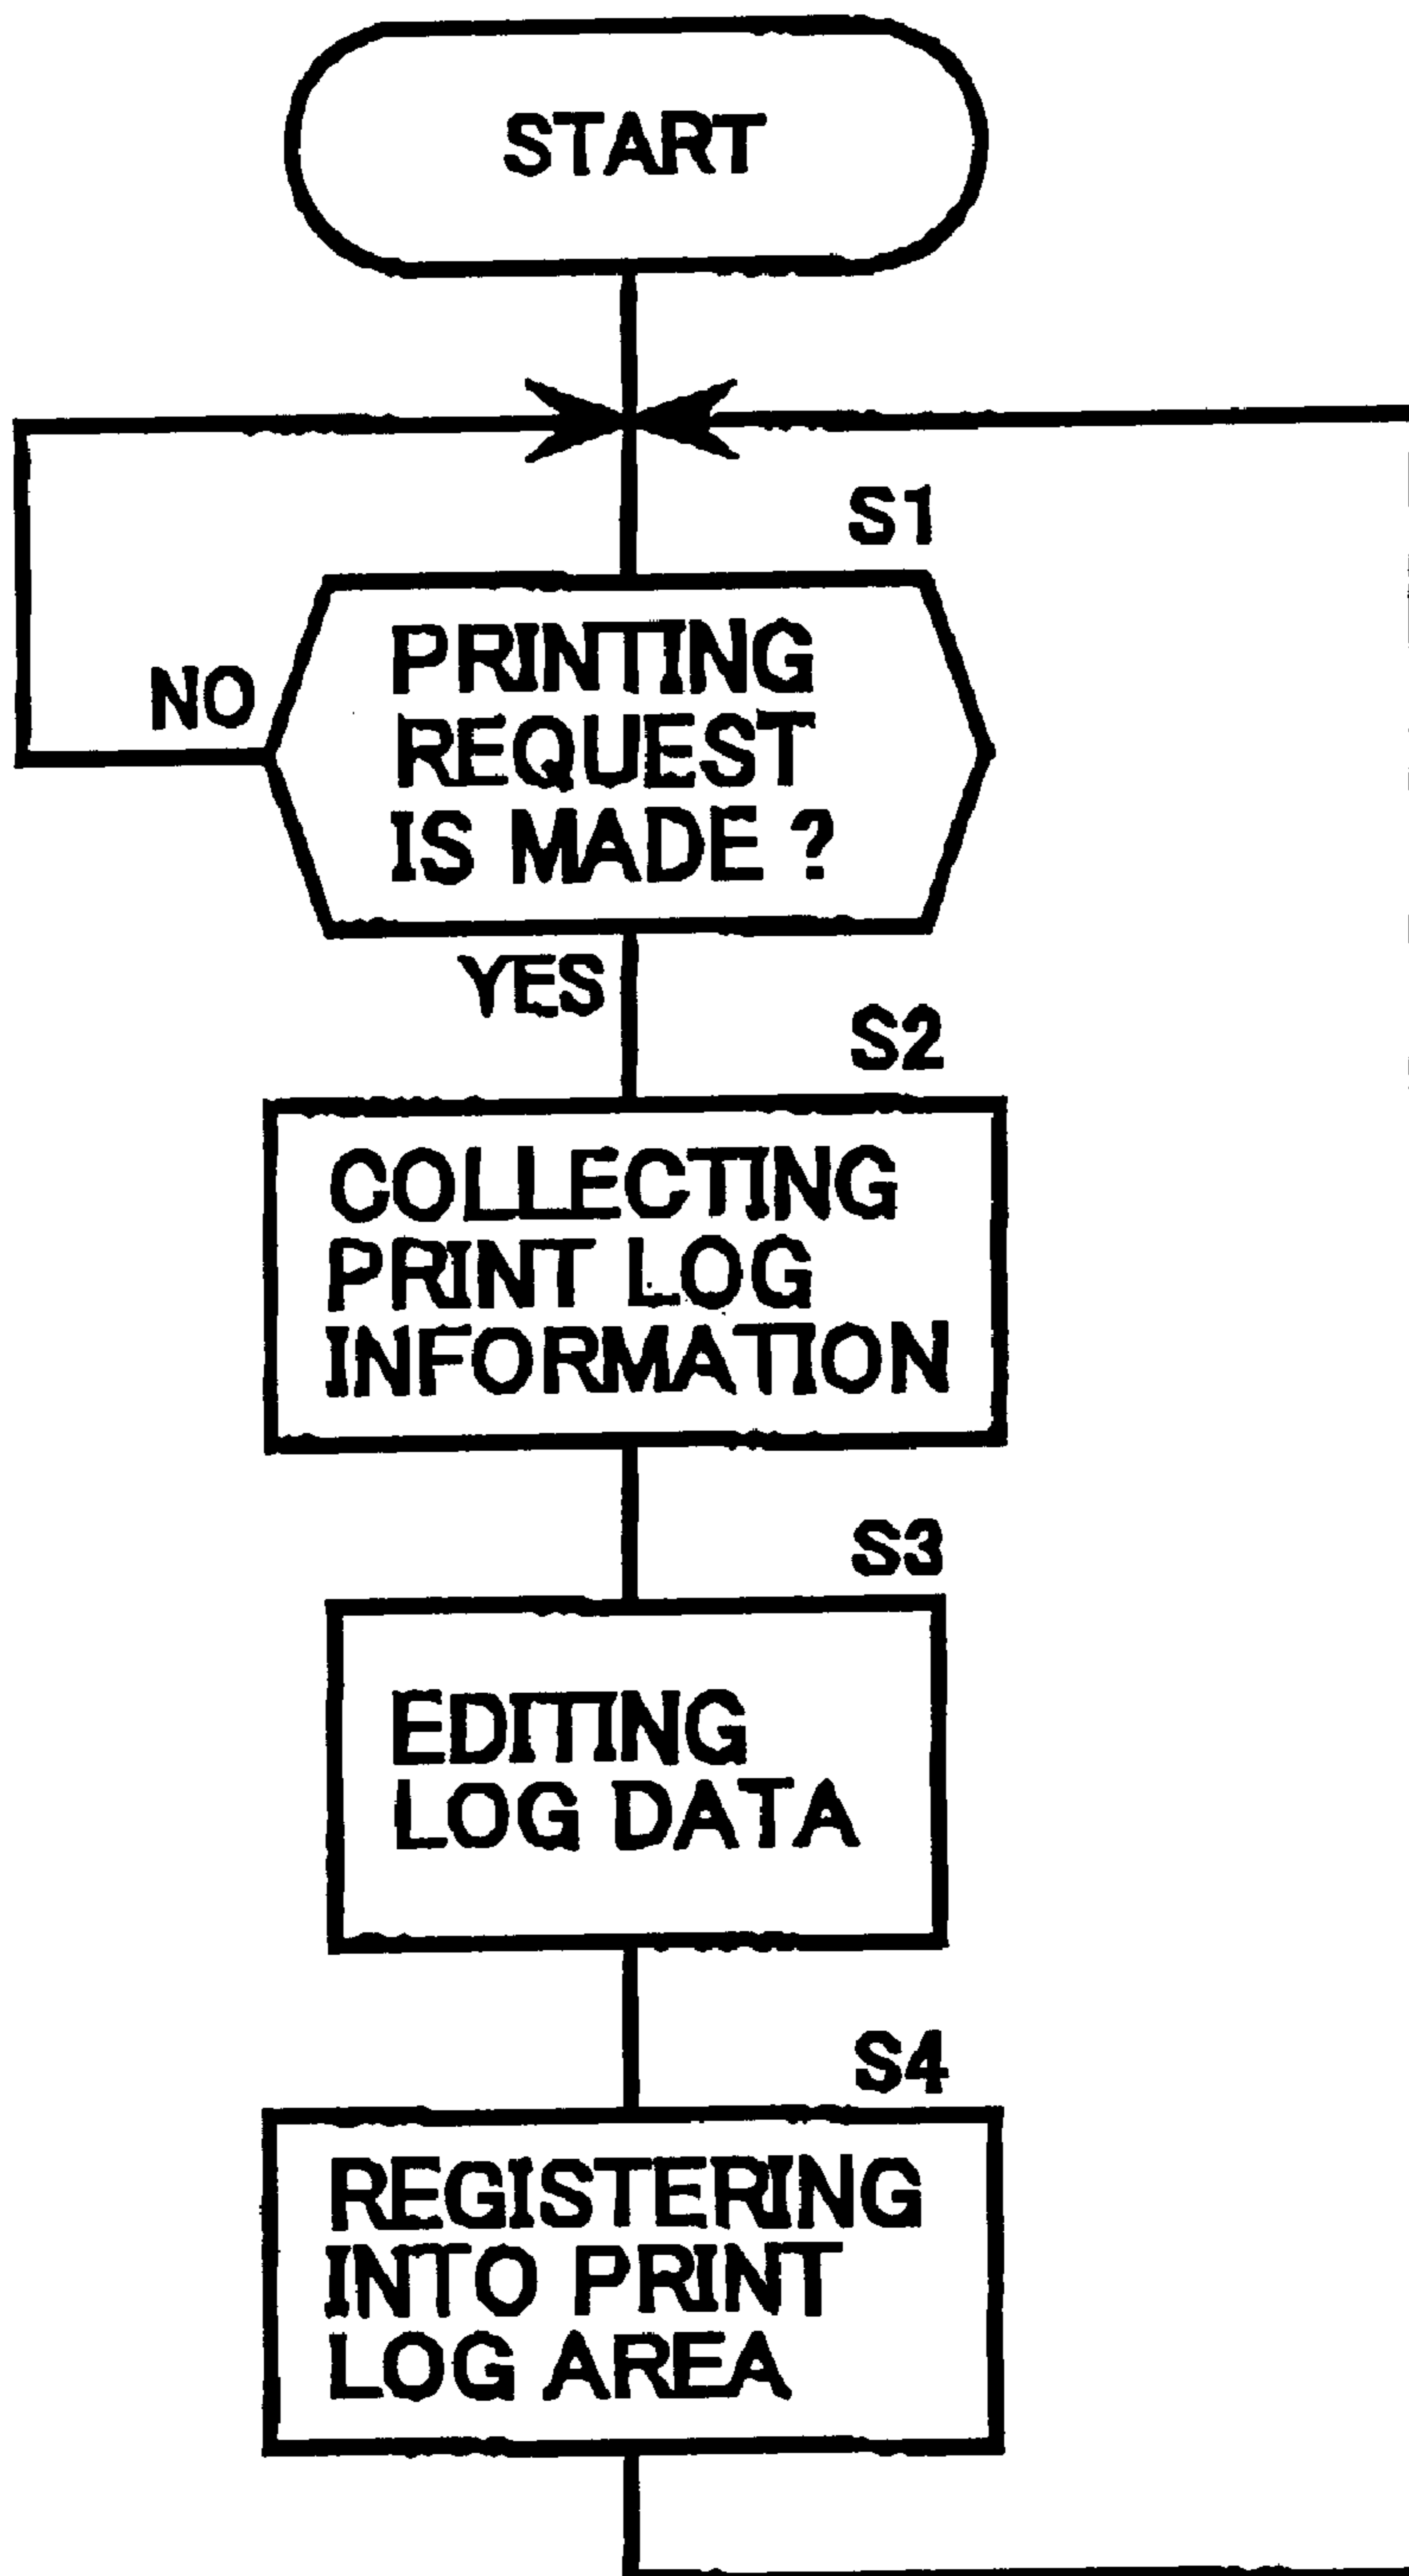 START
S1
PRINTING
REQUEST
IS MADE ?
NO
YES
S2
COLLECTING
PRINT LOG
INFORMATION
S3
EDITING
LOG DATA
S4
REGISTERING
INTO PRINT
LOG AREA